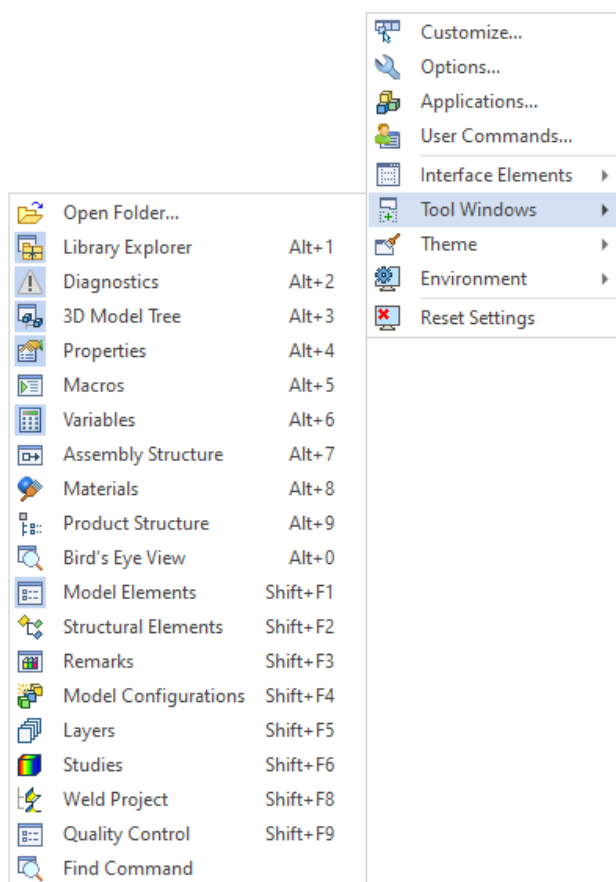 Customize...
Options...
Applications...
User Commands...
Interface Elements
Tool Windows
Theme
Environment
Reset Settings
Open Folder...
Library Explorer Alt+1
Diagnostics Alt+2
3D Model Tree Alt+3
Properties Alt+4
Macros Alt+5
Variables Alt+6
Assembly Structure Alt+7
Materials Alt+8
Product Structure Alt+9
Bird's Eye View Alt+0
Model Elements Shift+F1
Structural Elements Shift+F2
Remarks Shift+F3
Model Configurations Shift+F4
Layers Shift+F5
Studies Shift+F6
Weld Project Shift+F8
Quality Control Shift+F9
Find Command